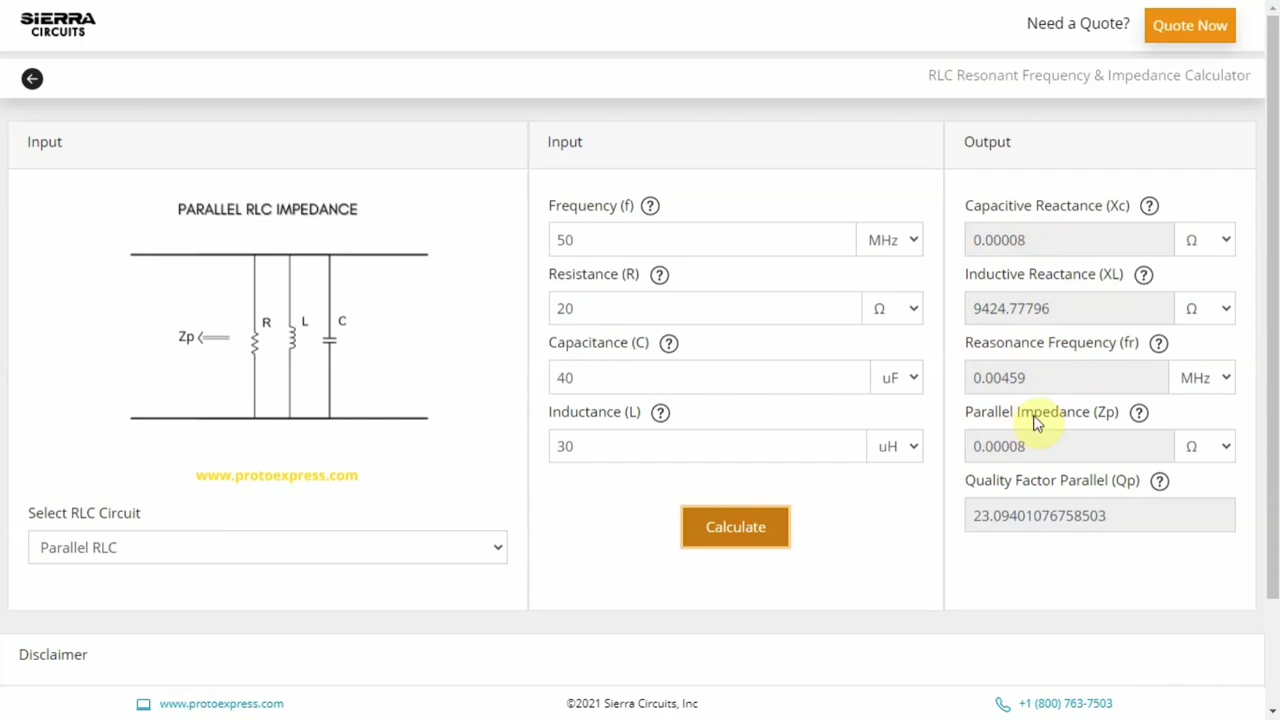 SIERRA
CIRCUITS
Need a Quote?
Quote Now
RLC Resonant Frequency & Impedance Calculator
Input
PARALLEL RLC IMPEDANCE
R
L
C
Zp
www.protoexpress.com
Select RLC Circuit
Parallel RLC
Input
Frequency (f) ?
50 MHz
Resistance (R) ?
20 Ω
Capacitance (C) ?
40 uF
Inductance (L) ?
30 uH
Calculate
Output
Capacitive Reactance (Xc) ?
0.00008 Ω
Inductive Reactance (XL) ?
9424.77796 Ω
Reasonance Frequency (fr) ?
0.00459 MHz
Parallel Impedance (Zp) ?
0.00008 Ω
Quality Factor Parallel (Qp) ?
23.09401076758503
Disclaimer
www.protoexpress.com
©2021 Sierra Circuits, Inc
+1 (800) 763-7503